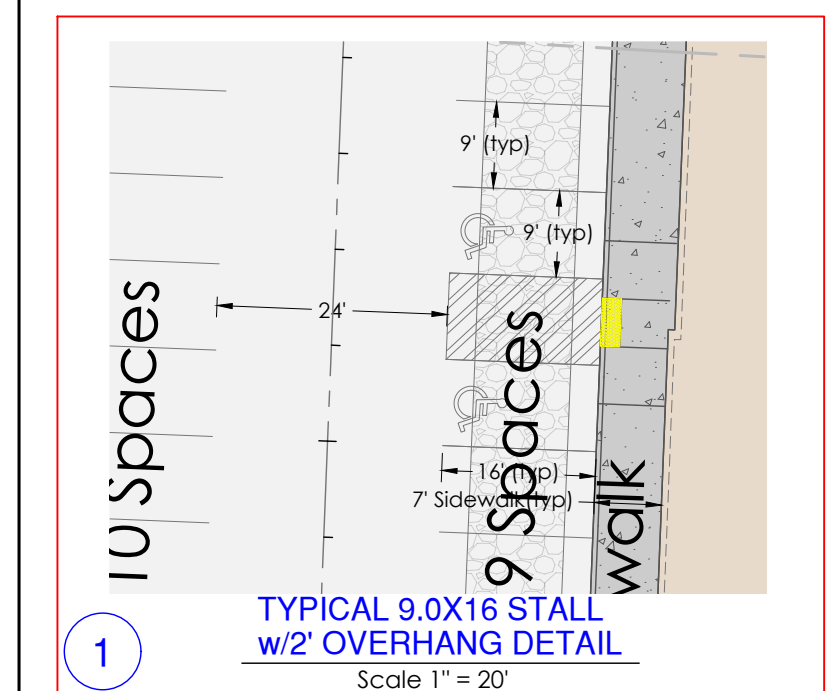 9' (typ)
9' (typ)
24'
10 Spaces
9 Spaces
16' (typ)
7' Sidewalk(typ)
walk
1
TYPICAL 9.0X16 STALL
w/2' OVERHANG DETAIL
Scale 1" = 20'